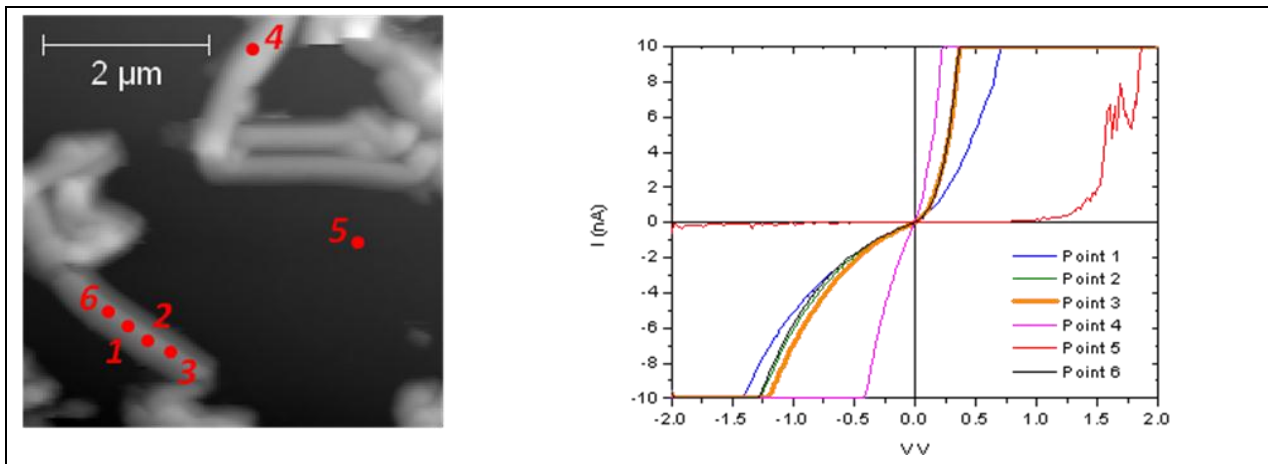 2 μm
4
5
6
2
1
3
10
8
6
4
2
0
-2
-4
-6
-8
-10
I (nA)
-2.0 -1.5 -1.0 -0.5 0.0 0.5 1.0 1.5 2.0
V V
Point 1
Point 2
Point 3
Point 4
Point 5
Point 6